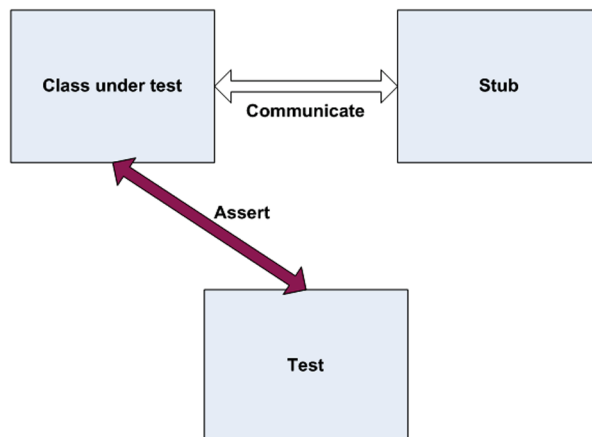 Class under test
Stub
Communicate
Assert
Test